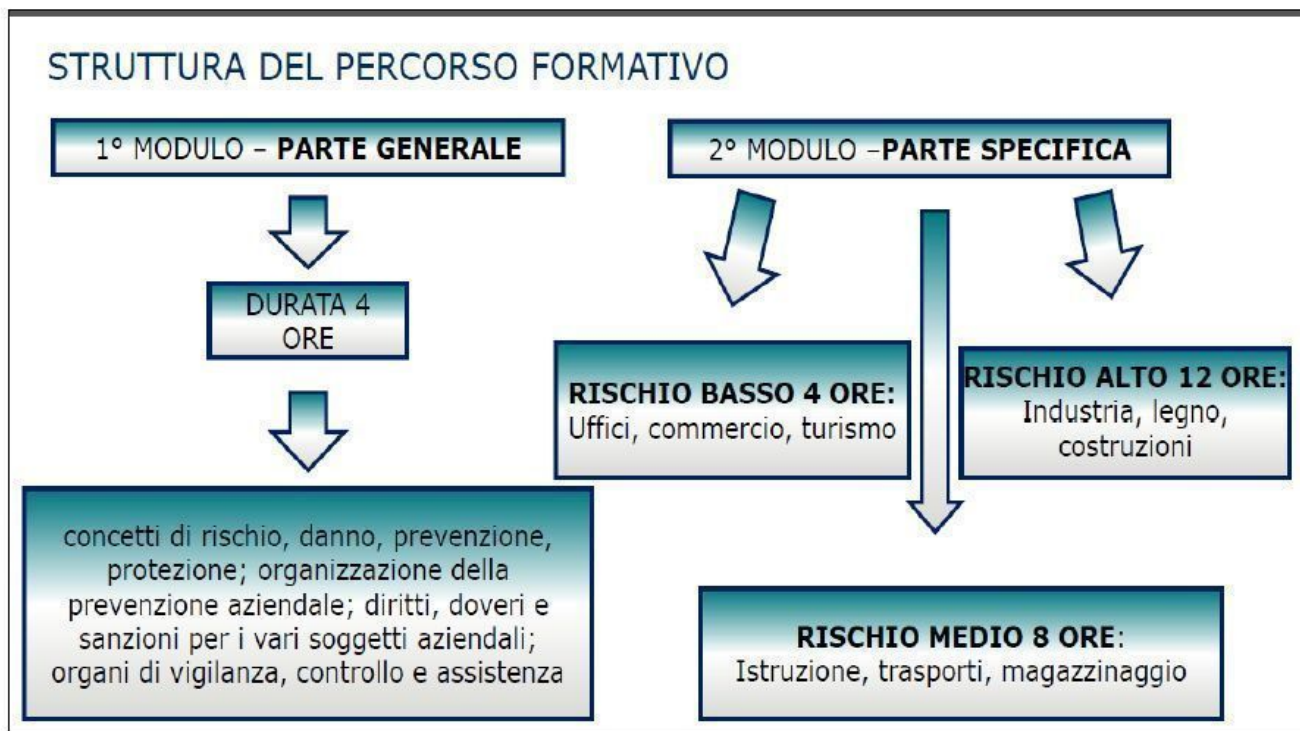 STRUTTURA DEL PERCORSO FORMATIVO
1° MODULO – PARTE GENERALE
DURATA 4
ORE
concetti di rischio, danno, prevenzione,
protezione; organizzazione della
prevenzione aziendale; diritti, doveri e
sanzioni per i vari soggetti aziendali;
organi di vigilanza, controllo e assistenza
2° MODULO –PARTE SPECIFICA
RISCHIO BASSO 4 ORE:
Uffici, commercio, turismo
RISCHIO ALTO 12 ORE:
Industria, legno,
costruzioni
RISCHIO MEDIO 8 ORE:
Istruzione, trasporti, magazzinaggio